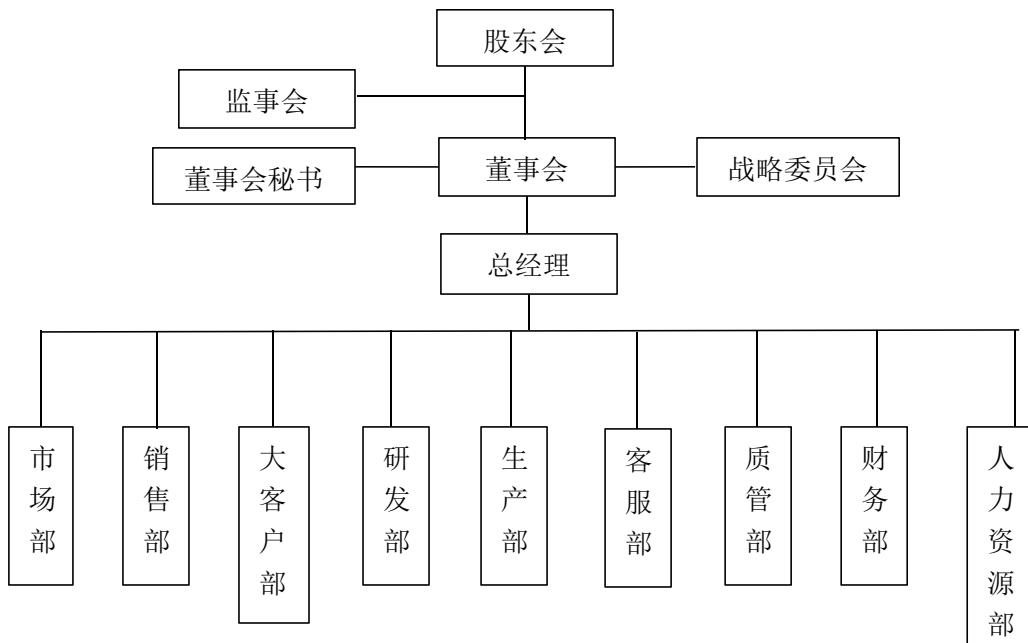 股东会
监事会
董事会秘书
董事会
战略委员会
总经理
市场部
销售部
大客户部
研发部
生产部
客服部
质管部
财务部
人力资源部